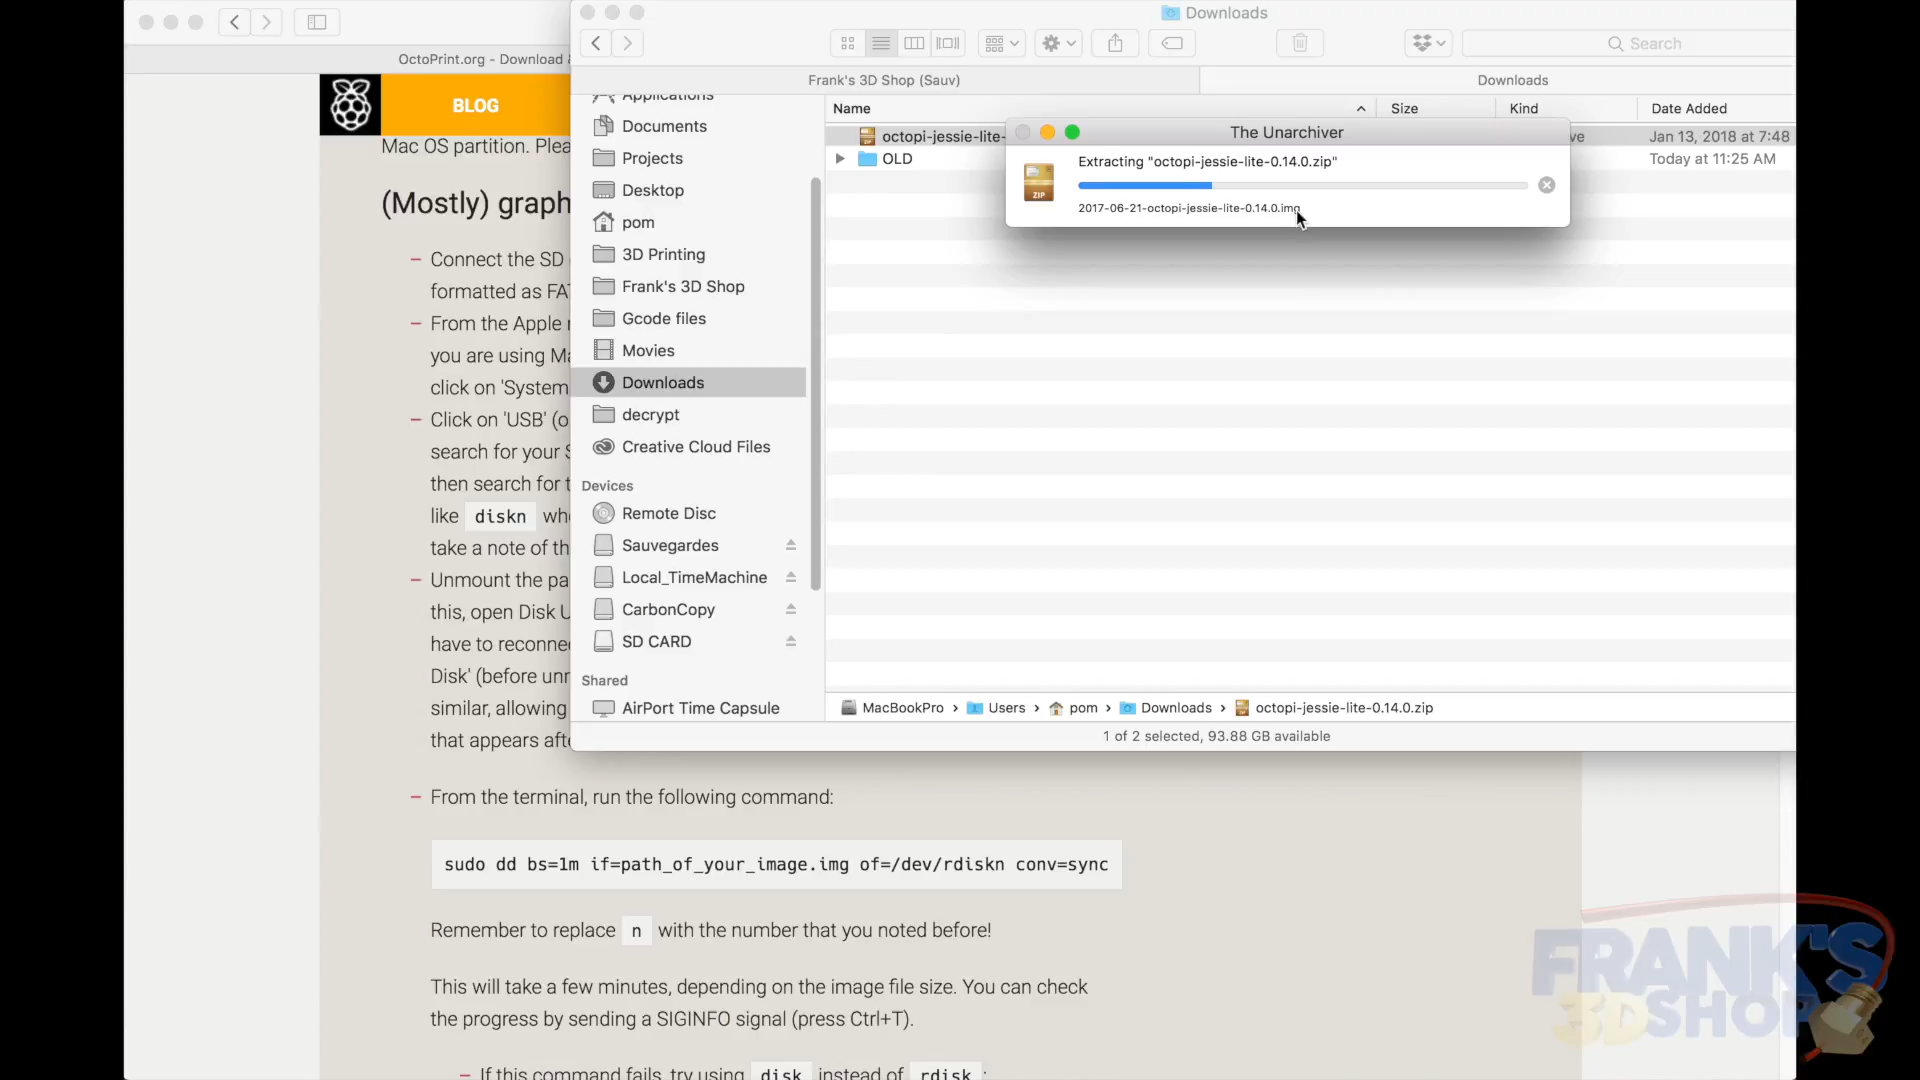 Downloads
Search
OctoPrint.org - Download &
Frank's 3D Shop (Sauv)
Downloads
BLOG
Mac OS partition. Plea
(Mostly) graph
Connect the SD
formatted as FAT
From the Apple
you are using Ma
click on 'System
Click on 'USB' (o
search for your S
then search for t
like diskn wh
take a note of th
Unmount the pa
this, open Disk U
have to reconne
Disk' (before unm
similar, allowing
that appears afte
Applications
Documents
Projects
Desktop
pom
3D Printing
Frank's 3D Shop
Gcode files
Movies
Downloads
decrypt
Creative Cloud Files
Devices
Remote Disc
Sauvegardes
Local_TimeMachine
CarbonCopy
SD CARD
Shared
AirPort Time Capsule
Name
Size
Kind
Date Added
octopi-jessie-lite-
ve
Jan 13, 2018 at 7:48
OLD
Today at 11:25 AM
The Unarchiver
Extracting "octopi-jessie-lite-0.14.0.zip"
ZIP
2017-06-21-octopi-jessie-lite-0.14.0.img
MacBookPro › Users › pom › Downloads › octopi-jessie-lite-0.14.0.zip
1 of 2 selected, 93.88 GB available
From the terminal, run the following command:
sudo dd bs=1m if=path_of_your_image.img of=/dev/rdiskn conv=sync
Remember to replace n with the number that you noted before!
This will take a few minutes, depending on the image file size. You can check
the progress by sending a SIGINFO signal (press Ctrl+T).
If this command fails, try using disk instead of rdisk :
FRANK'S
3DSHOP